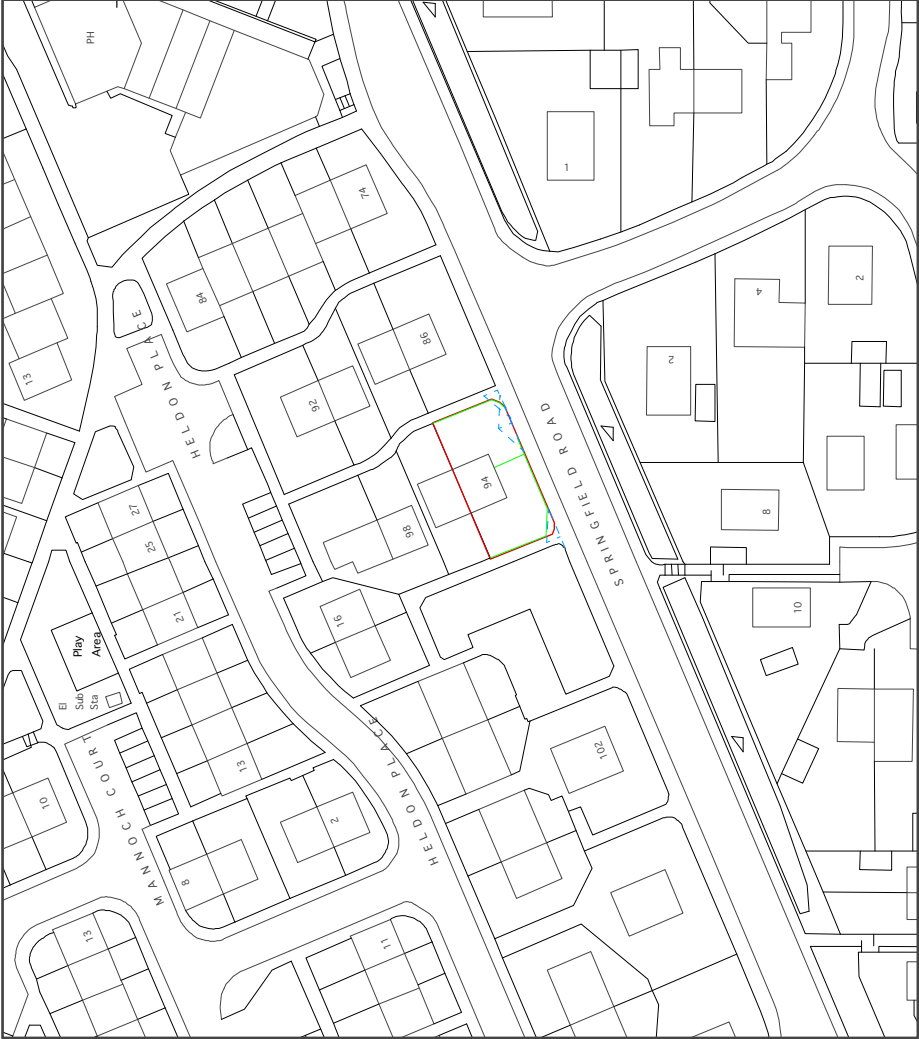 PH
1
74
84
2
4
HELDON PLACE
13
86
2
92
SPRINGFIELD ROAD
94
27
8
98
25
10
21
16
Play
Area
El
Sub
Sta
MANNOCH COURT
HELDON PLACE
102
13
10
2
8
13
11